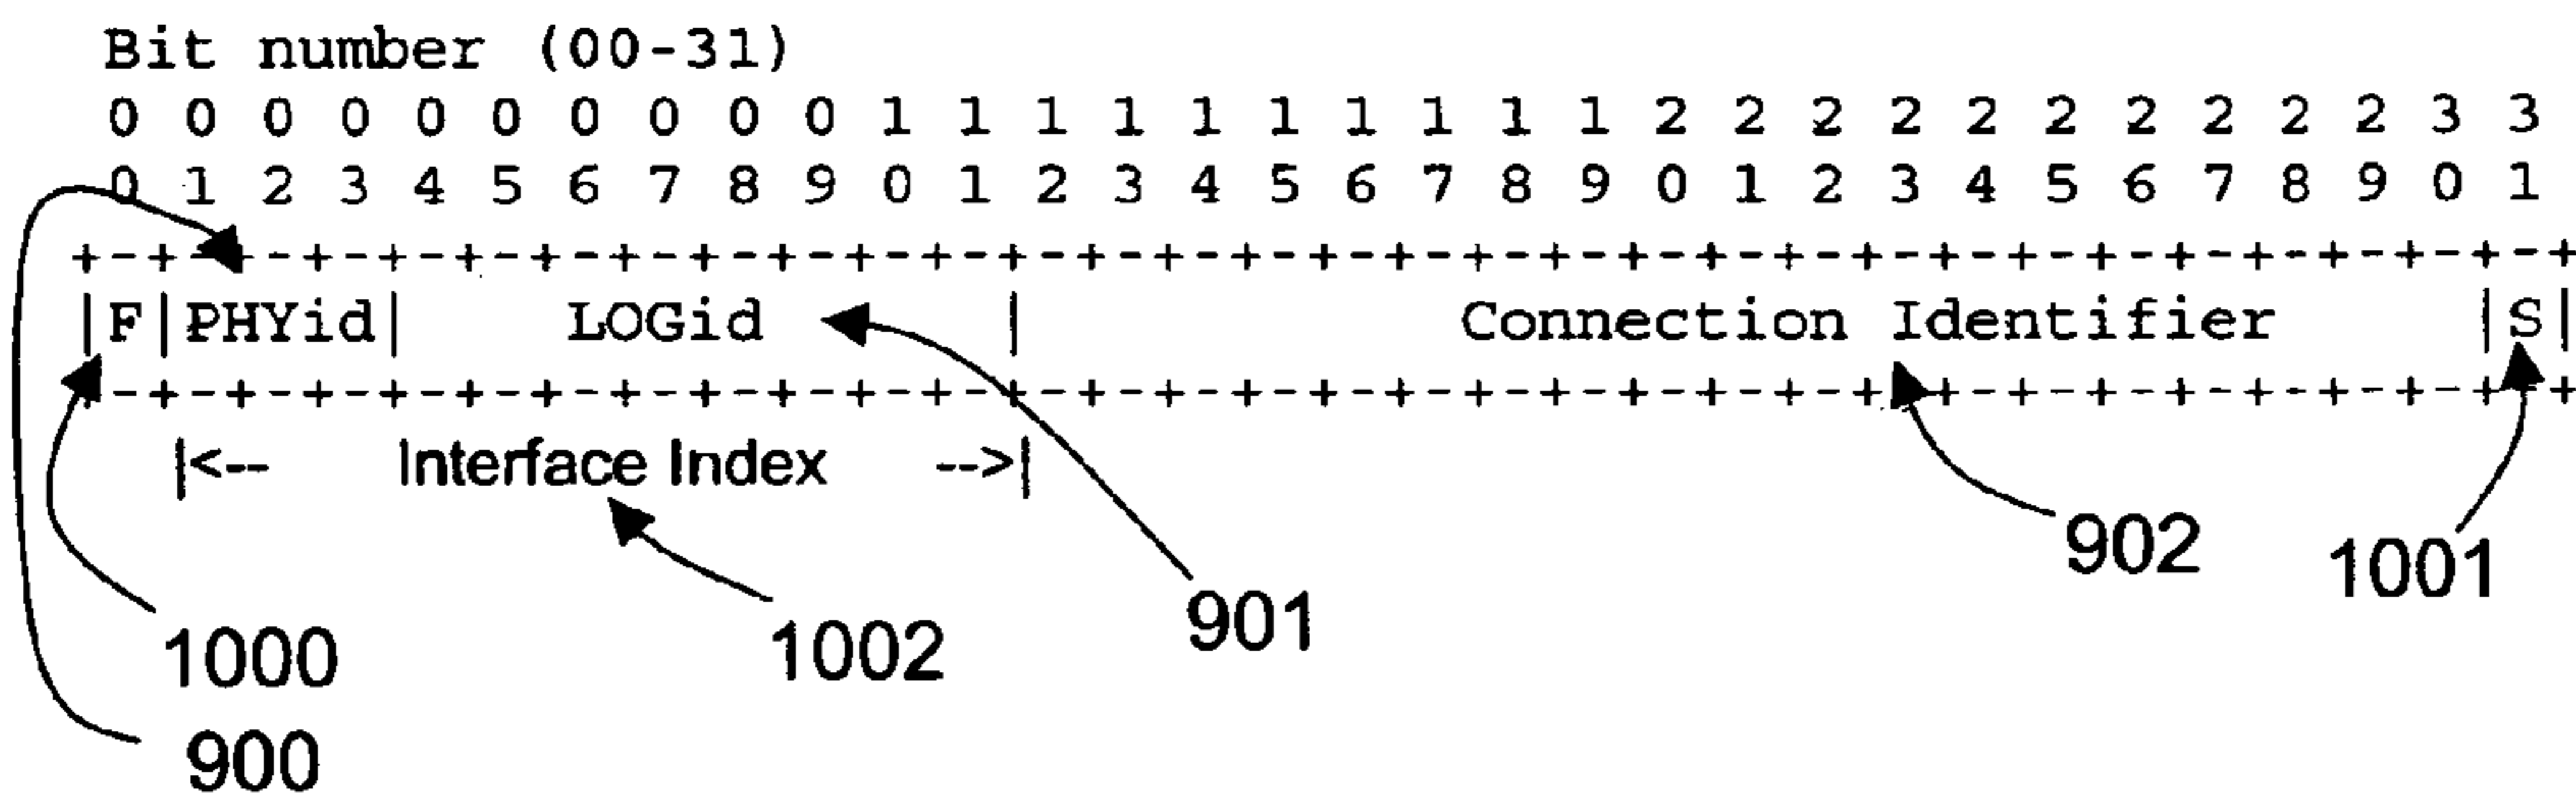 Bit number (00-31)
0 0 0 0 0 0 0 0 0 0 1 1 1 1 1 1 1 1 1 1 2 2 2 2 2 2 2 2 2 2 3 3
0 1 2 3 4 5 6 7 8 9 0 1 2 3 4 5 6 7 8 9 0 1 2 3 4 5 6 7 8 9 0 1
+-+-+-+-+-+-+-+-+-+-+-+-+-+-+-+-+-+-+-+-+-+-+-+-+-+-+-+-+-+-+-+-+
|F|PHYid| LOGid | Connection Identifier |S|
+-+-+-+-+-+-+-+-+-+-+-+-+-+-+-+-+-+-+-+-+-+-+-+-+-+-+-+-+-+-+-+-+
|<-- Interface Index -->|
902 1001
1000 1002 901
900